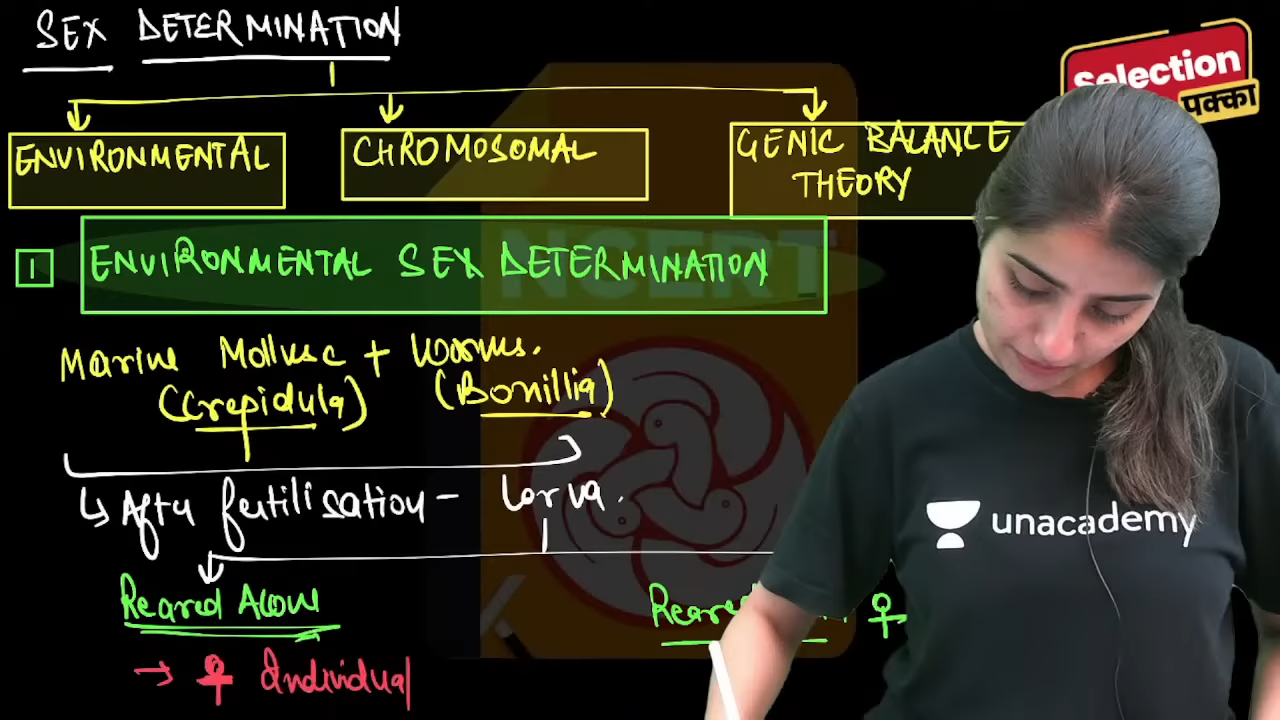 SEX DETERMINATION
Selection
पक्का
ENVIRONMENTAL
CHROMOSOMAL
GENIC BALANCE
THEORY
1 ENVIRONMENTAL SEX DETERMINATION
NCERT
Marine Mollusc + Worms.
(Crepidula) (Bonillia)
↳ After fertilisation - Larva.
Reared Alone
♀
→ ♀ Individual
unacademy